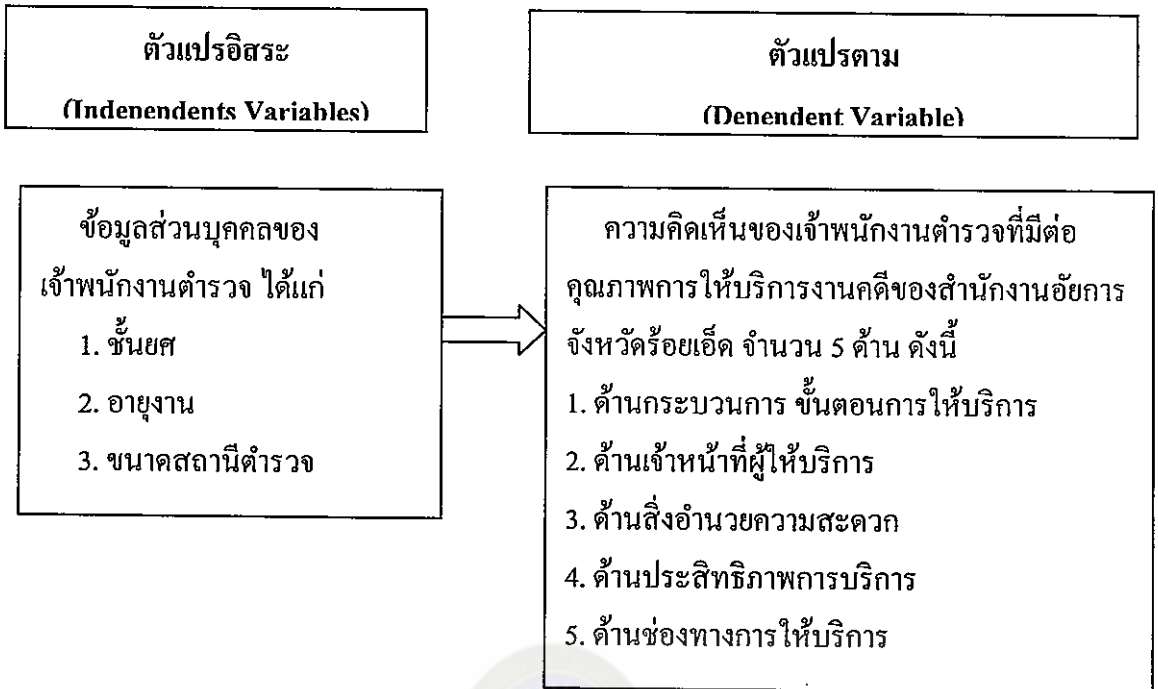 ตัวแปรอิสระ
(Indenendents Variables)
ตัวแปรตาม
(Denendent Variable)
ข้อมูลส่วนบุคคลของ
เจ้าพนักงานตำรวจ ได้แก่
1. ชั้นยศ
2. อายุงาน
3. ขนาดสถานีตำรวจ
ความคิดเห็นของเจ้าพนักงานตำรวจที่มีต่อ
คุณภาพการให้บริการงานคดีของสำนักงานอัยการ
จังหวัดร้อยเอ็ด จำนวน 5 ด้าน ดังนี้
1. ด้านกระบวนการ ขั้นตอนการให้บริการ
2. ด้านเจ้าหน้าที่ผู้ให้บริการ
3. ด้านสิ่งอำนวยความสะดวก
4. ด้านประสิทธิภาพการบริการ
5. ด้านช่องทางการให้บริการ